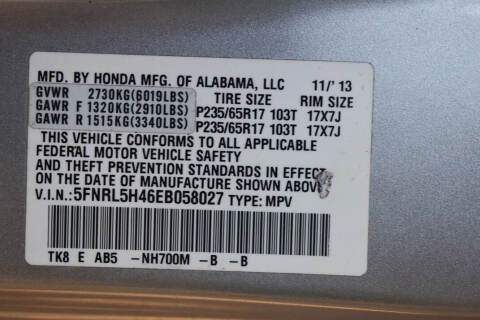 MFD. BY HONDA MFG. OF ALABAMA, LLC 11/'13
GVWR 2730KG(6019LBS) TIRE SIZE RIM SIZE
GAWR F 1320KG(2910LBS) P235/65R17 103T 17X7J
GAWR R 1515KG(3340LBS) P235/65R17 103T 17X7J
THIS VEHICLE CONFORMS TO ALL APPLICABLE
FEDERAL MOTOR VEHICLE SAFETY
AND THEFT PREVENTION STANDARDS IN EFFECT
ON THE DATE OF MANUFACTURE SHOWN ABOVE
V.I.N.:5FNRL5H46EB058027 TYPE: MPV
TK8 E AB5 -NH700M -B -B